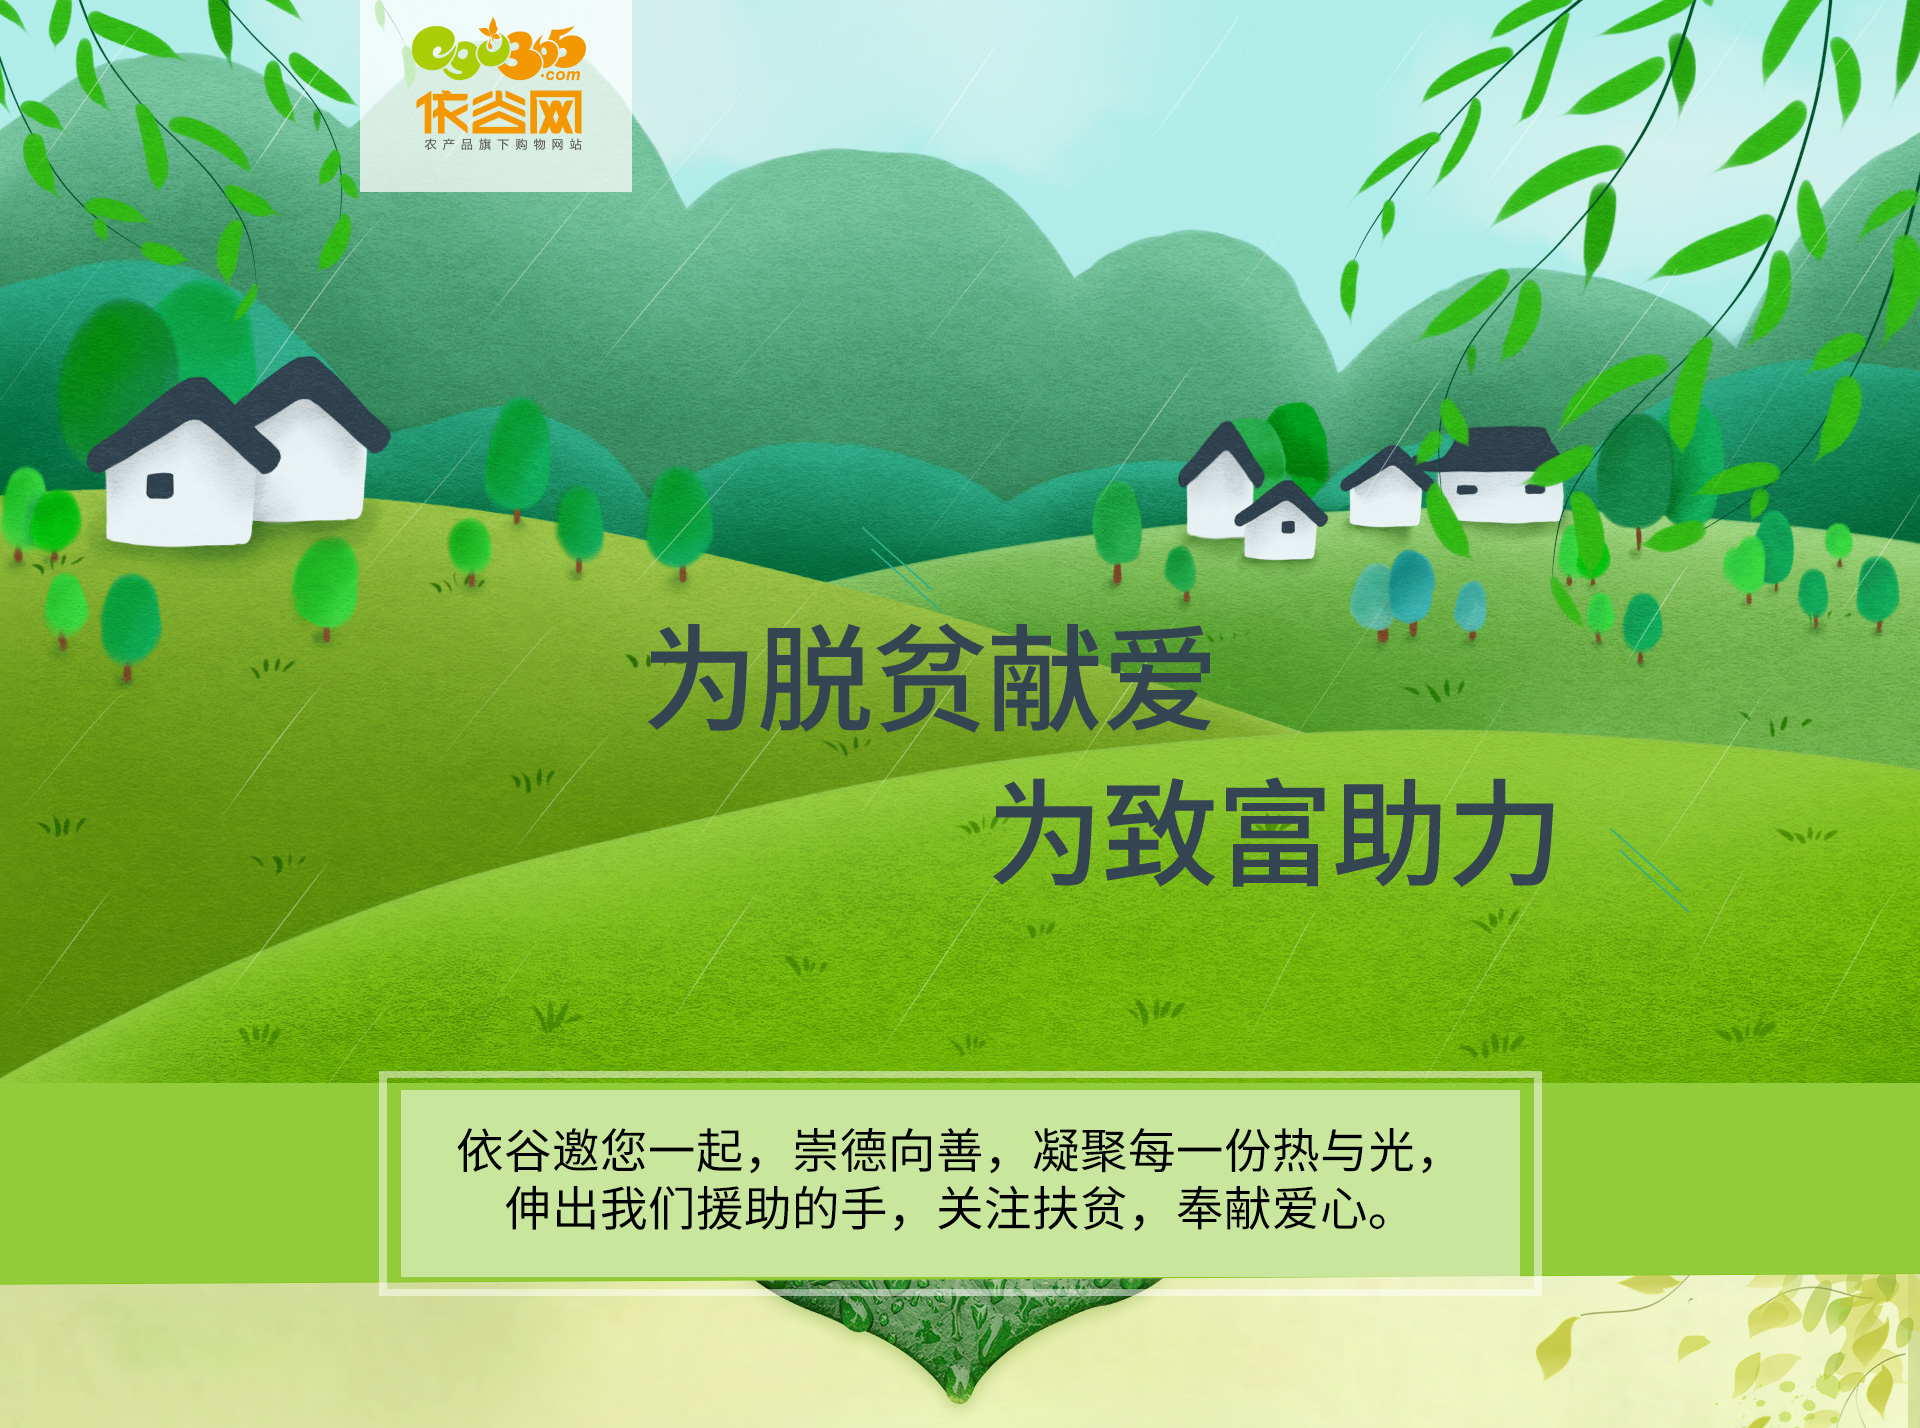 egu365
.com
依谷网
农产品旗下购物网站
为脱贫献爱
为致富助力
依谷邀您一起，崇德向善，凝聚每一份热与光，
伸出我们援助的手，关注扶贫，奉献爱心。